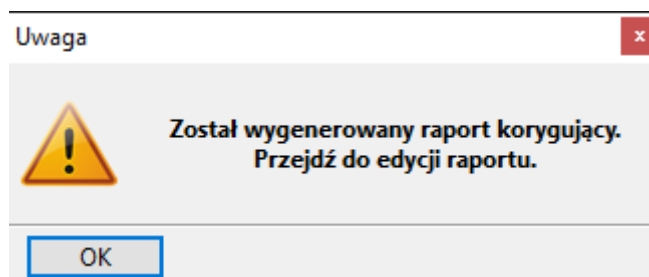 Uwaga
x
Został wygenerowany raport korygujący.
Przejdź do edycji raportu.
OK